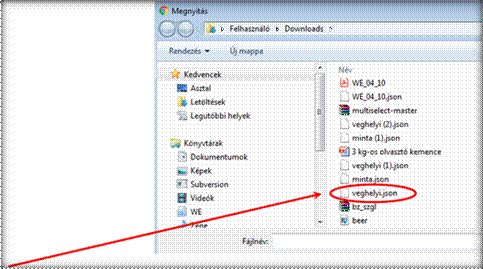 Megnyitás
Felhasználó Downloads
Rendezés Új mappa
Kedvencek
Asztal
Letöltések
Legutóbbi helyek
Könyvtárak
Dokumentumok
Képek
Subversion
Videók
WE
Zene
Név
WE_04_10
WE_04_10.json
multiselect-master
veghelyi (2).json
minta (1).json
3 kg-os olvasztó kemence
veghelyi (1).json
minta.json
veghelyi.json
bz_szgl
beer
Fájlnév: